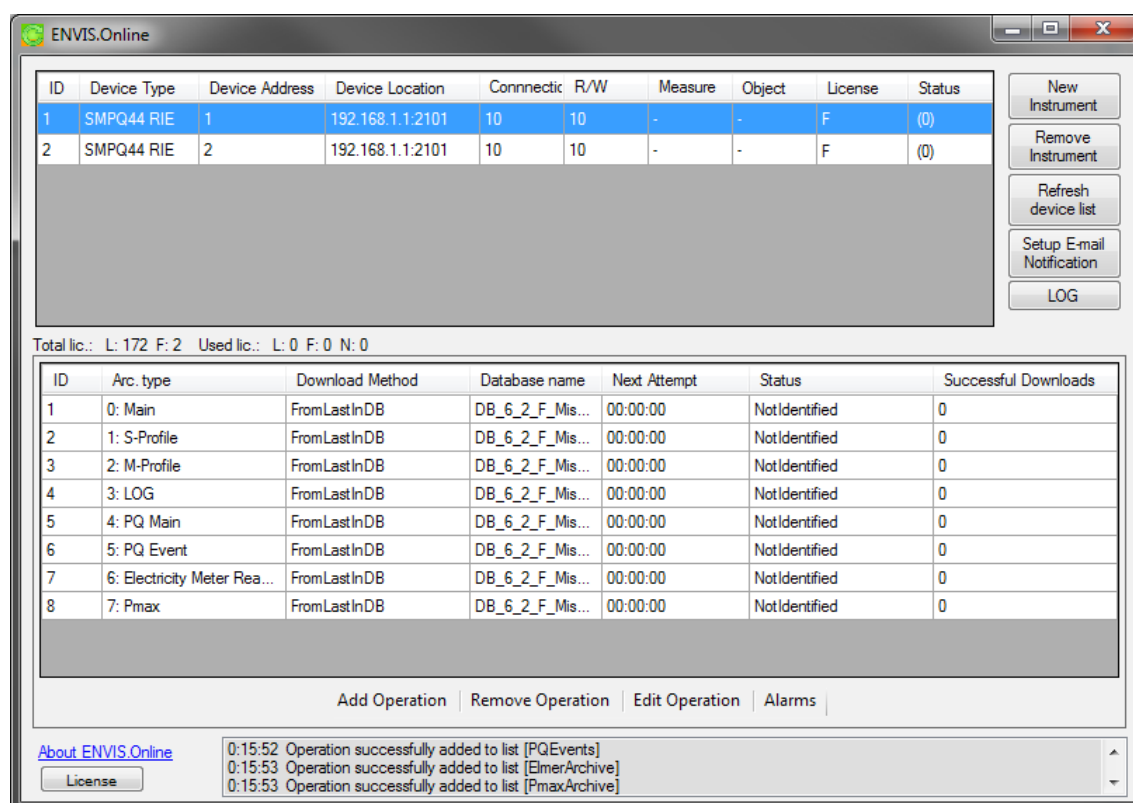 ENVIS.Online
ID Device Type Device Address Device Location Connnectic R/W Measure Object License Status
1 SMPQ44 RIE 1 192.168.1.1:2101 10 10 - - F (0)
2 SMPQ44 RIE 2 192.168.1.1:2101 10 10 - - F (0)
New
Instrument
Remove
Instrument
Refresh
device list
Setup E-mail
Notification
LOG
Total lic.: L: 172 F: 2 Used lic.: L: 0 F: 0 N: 0
ID Arc. type Download Method Database name Next Attempt Status Successful Downloads
1 0: Main FromLastInDB DB_6_2_F_Mis... 00:00:00 NotIdentified 0
2 1: S-Profile FromLastInDB DB_6_2_F_Mis... 00:00:00 NotIdentified 0
3 2: M-Profile FromLastInDB DB_6_2_F_Mis... 00:00:00 NotIdentified 0
4 3: LOG FromLastInDB DB_6_2_F_Mis... 00:00:00 NotIdentified 0
5 4: PQ Main FromLastInDB DB_6_2_F_Mis... 00:00:00 NotIdentified 0
6 5: PQ Event FromLastInDB DB_6_2_F_Mis... 00:00:00 NotIdentified 0
7 6: Electricity Meter Rea... FromLastInDB DB_6_2_F_Mis... 00:00:00 NotIdentified 0
8 7: Pmax FromLastInDB DB_6_2_F_Mis... 00:00:00 NotIdentified 0
Add Operation Remove Operation Edit Operation Alarms
About ENVIS.Online
License
0:15:52 Operation successfully added to list [PQEvents]
0:15:53 Operation successfully added to list [ElmerArchive]
0:15:53 Operation successfully added to list [PmaxArchive]